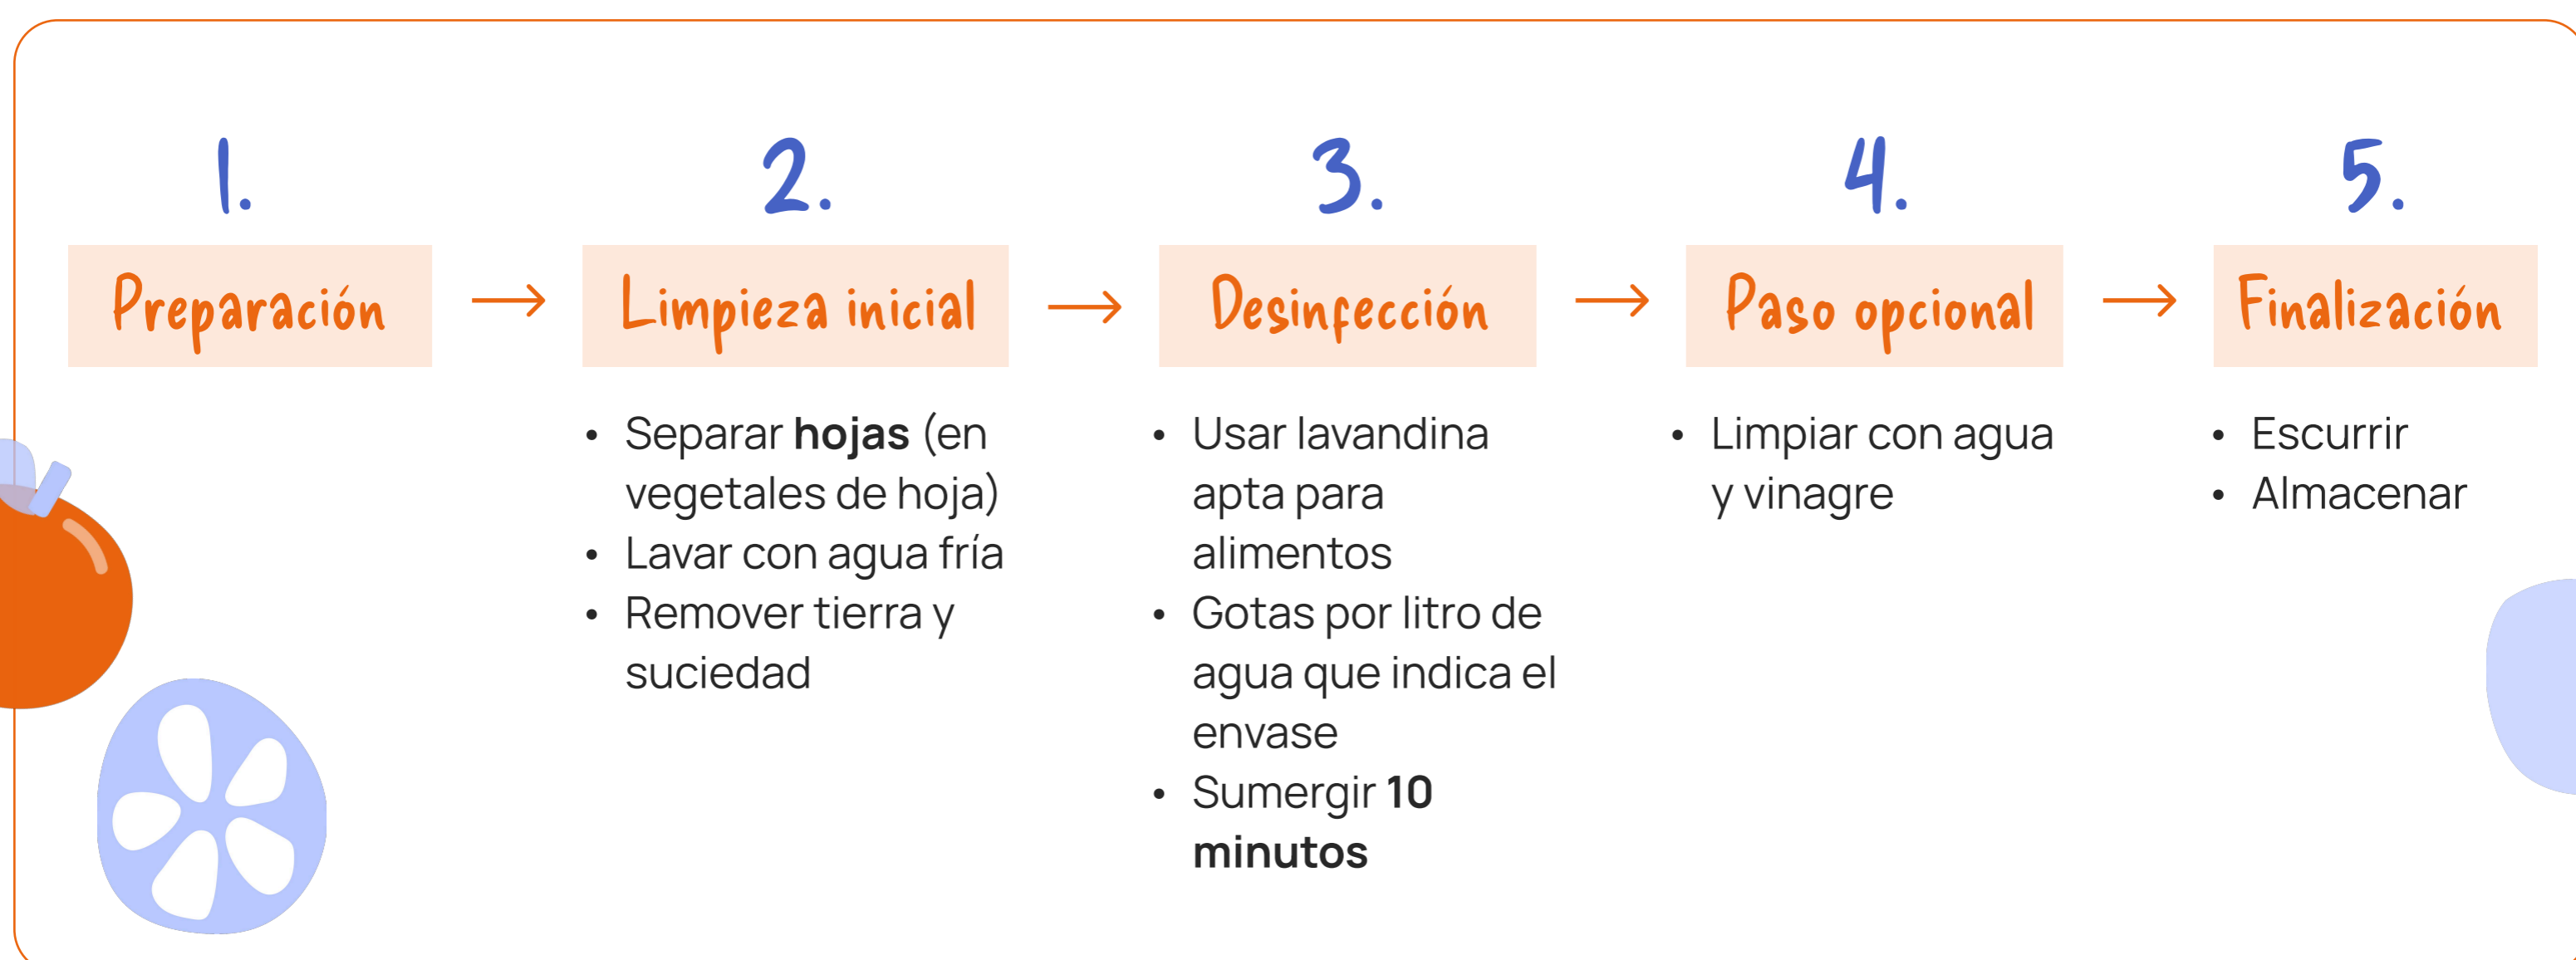 1.
Preparación
2.
Limpieza inicial
• Separar hojas (en
vegetales de hoja)
• Lavar con agua fría
• Remover tierra y
suciedad
3.
Desinfección
• Usar lavandina
apta para
alimentos
• Gotas por litro de
agua que indica el
envase
• Sumergir 10
minutos
4.
Paso opcional
• Limpiar con agua
y vinagre
5.
Finalización
• Escurrir
• Almacenar